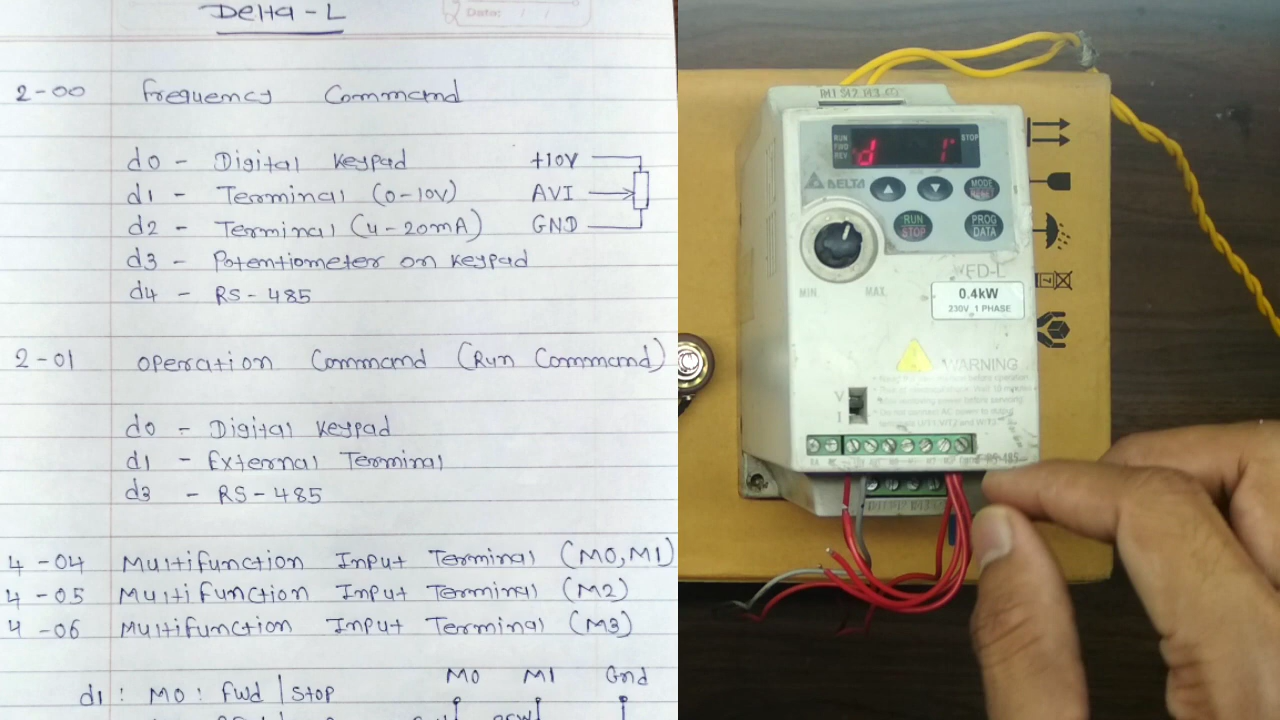 Delta - L
Date: / /
2-00 Frequency Command
d0 - Digital Keypad
d1 - Terminal (0-10V)
d2 - Terminal (4-20mA)
d3 - Potentiometer on Keypad
d4 - RS-485
+10V
AVI
GND
2-01 Operation Command (Run Command)
d0 - Digital Keypad
d1 - External Terminal
d3 - RS-485
4-04 Multifunction Input Terminal (M0,M1)
4-05 Multifunction Input Terminal (M2)
4-06 Multifunction Input Terminal (M3)
M0 M1 Gnd
d1 : M0 : Fwd | Stop
RUN
FWD
REV
d 1
STOP
DELTA
MODE
RESET
RUN
STOP
PROG
DATA
MIN. MAX.
VFD-L
0.4kW
230V 1 PHASE
WARNING
V
I
RS-485